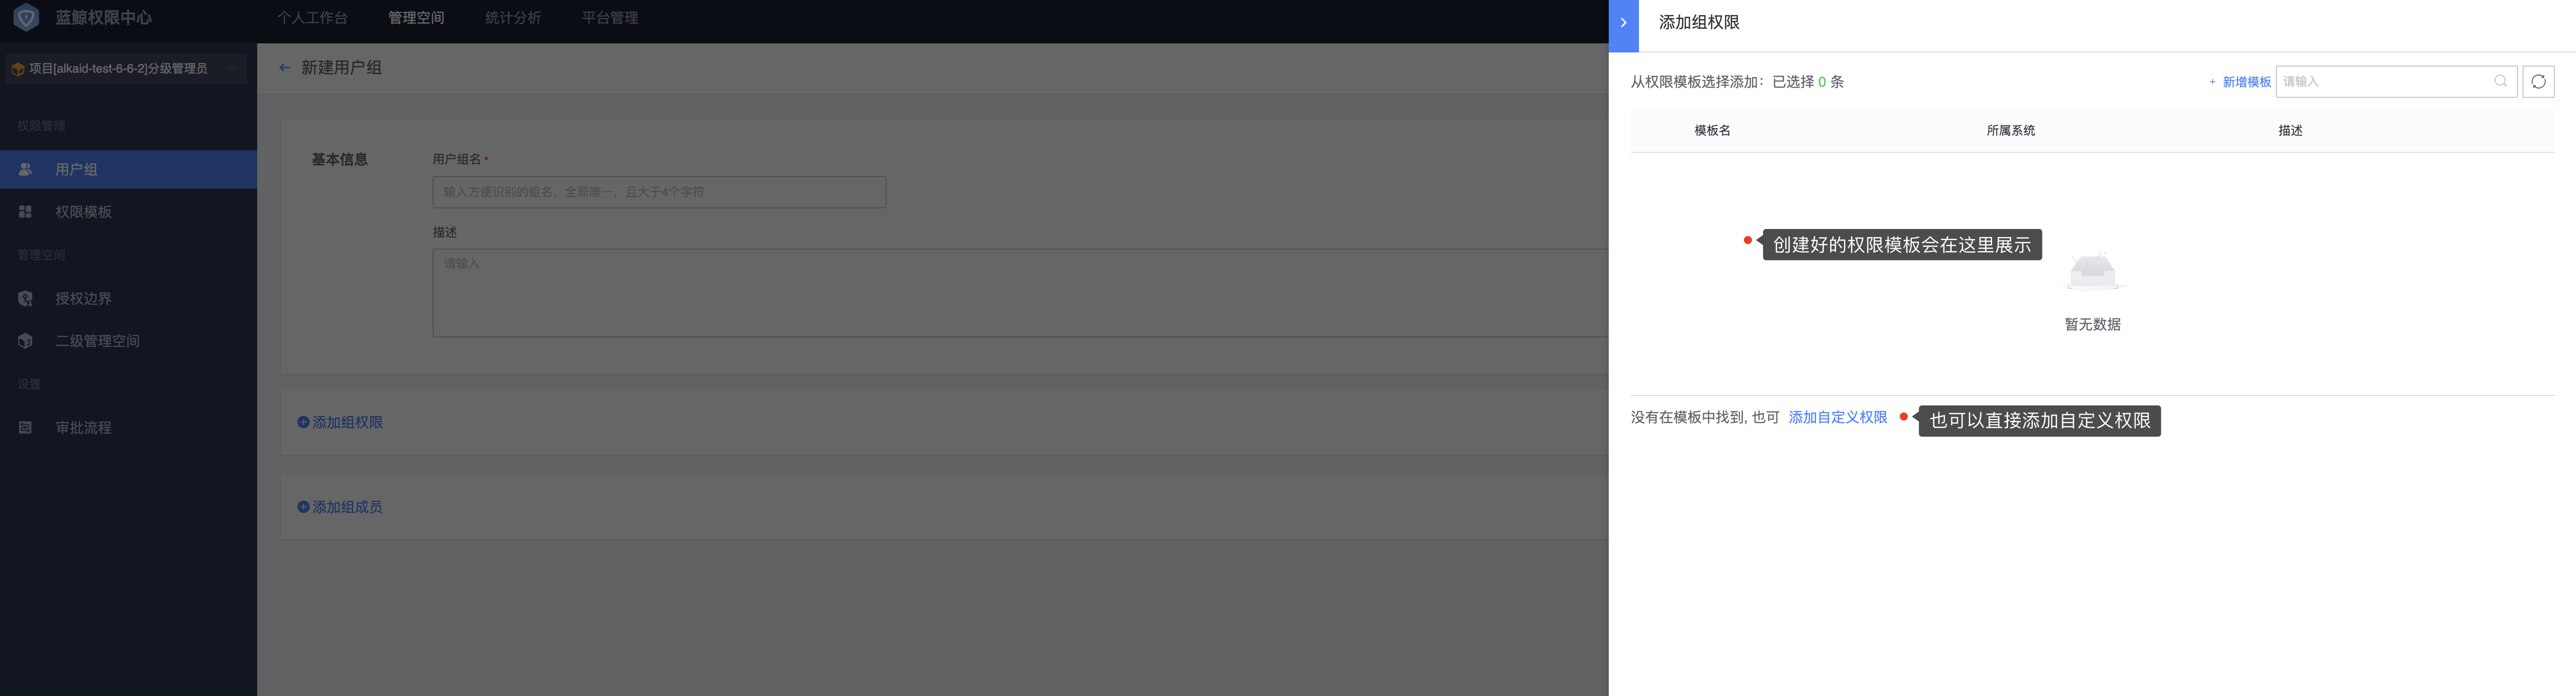 蓝鲸权限中心
个人工作台 管理空间 统计分析 平台管理
项目[alkaid-test-6-6-2]分级管理员
权限管理
用户组
权限模板
管理空间
授权边界
二级管理空间
设置
审批流程
新建用户组
基本信息
用户组名 *
输入方便识别的组名，全局唯一，且大于4个字符
描述
请输入
添加组权限
添加组成员
添加组权限
从权限模板选择添加：已选择 0 条
+ 新增模板
请输入
模板名 所属系统 描述
创建好的权限模板会在这里展示
暂无数据
没有在模板中找到, 也可 添加自定义权限
也可以直接添加自定义权限